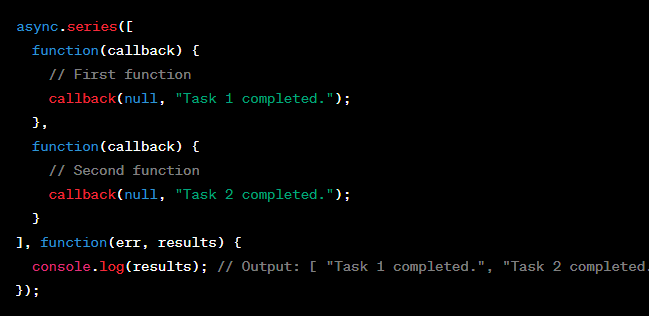 async.series([
  function(callback) {
    // First function
    callback(null, "Task 1 completed.");
  },
  function(callback) {
    // Second function
    callback(null, "Task 2 completed.");
  }
], function(err, results) {
  console.log(results); // Output: [ "Task 1 completed.", "Task 2 completed.
});